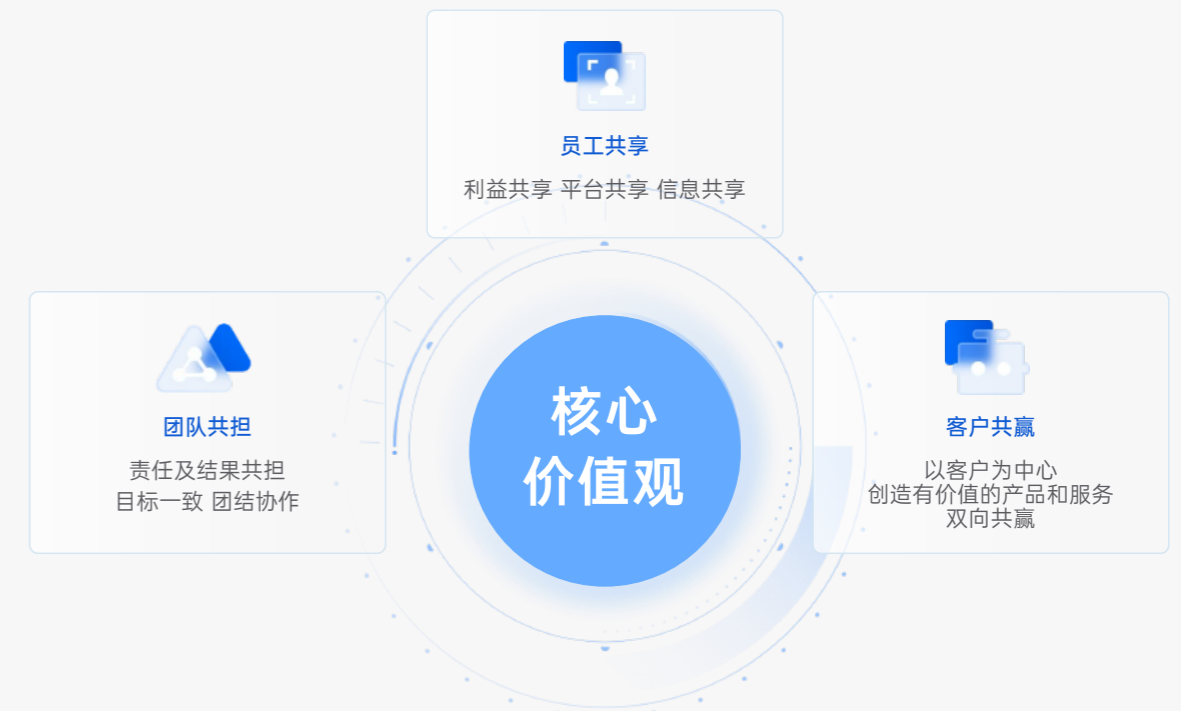 员工共享
利益共享 平台共享 信息共享
团队共担
责任及结果共担
目标一致 团结协作
核心
价值观
客户共赢
以客户为中心
创造有价值的产品和服务
双向共赢